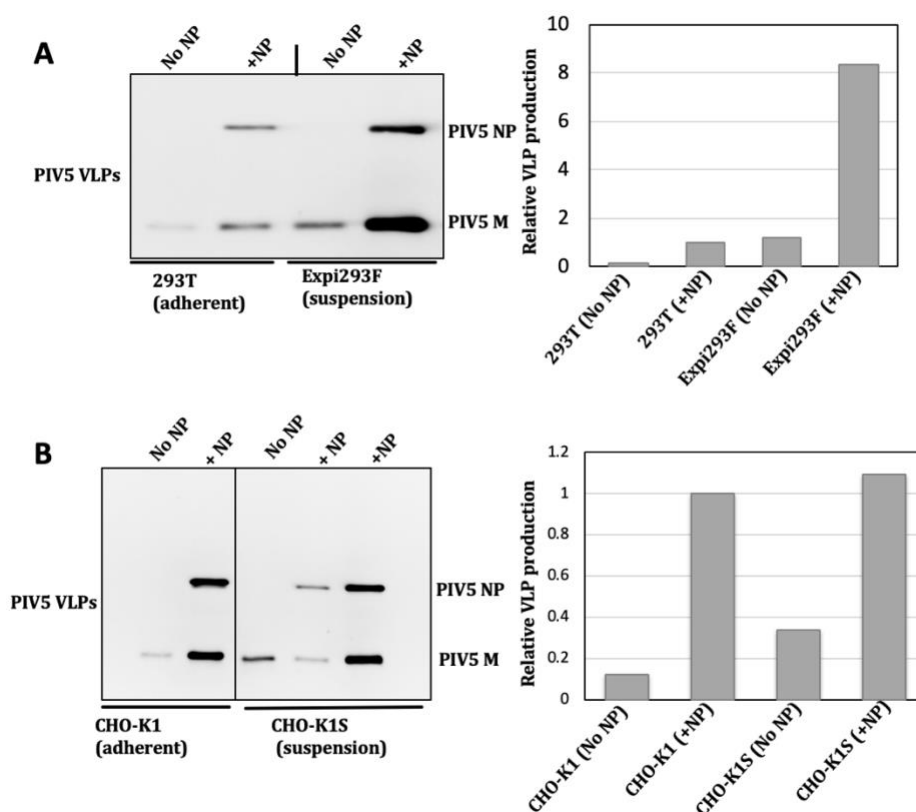 A
No NP
+NP
No NP
+NP
PIV5 VLPs
PIV5 NP
PIV5 M
293T
(adherent)
Expi293F
(suspension)
Relative VLP production
10
8
6
4
2
0
293T (No NP)
293T (+NP)
Expi293F (No NP)
Expi293F (+NP)
B
No NP
+ NP
No NP
+ NP
+NP
PIV5 VLPs
PIV5 NP
PIV5 M
CHO-K1
(adherent)
CHO-K1S
(suspension)
Relative VLP production
1.2
1
0.8
0.6
0.4
0.2
0
CHO-K1 (No NP)
CHO-K1 (+NP)
CHO-K1S (No NP)
CHO-K1S (+NP)